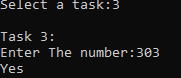 Select a task:3
Task 3:
Enter The number:303
Yes